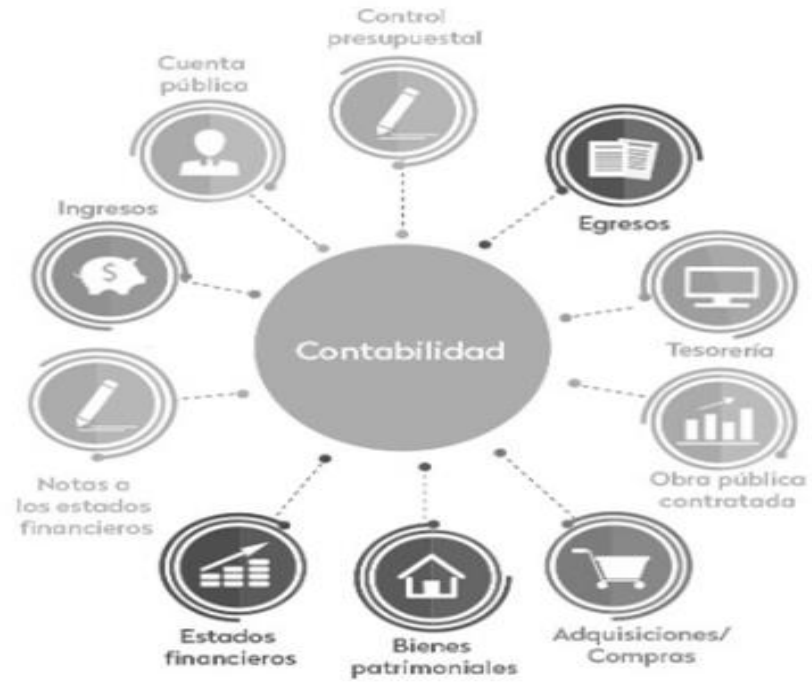 Control
presupuestal
Cuenta
pública
Egresos
Ingresos
$
Contabilidad
Tesorería
Notas a
los estados
financieros
Obra pública
contratada
Estados
financieros
Bienes
patrimoniales
Adquisiciones/
Compras